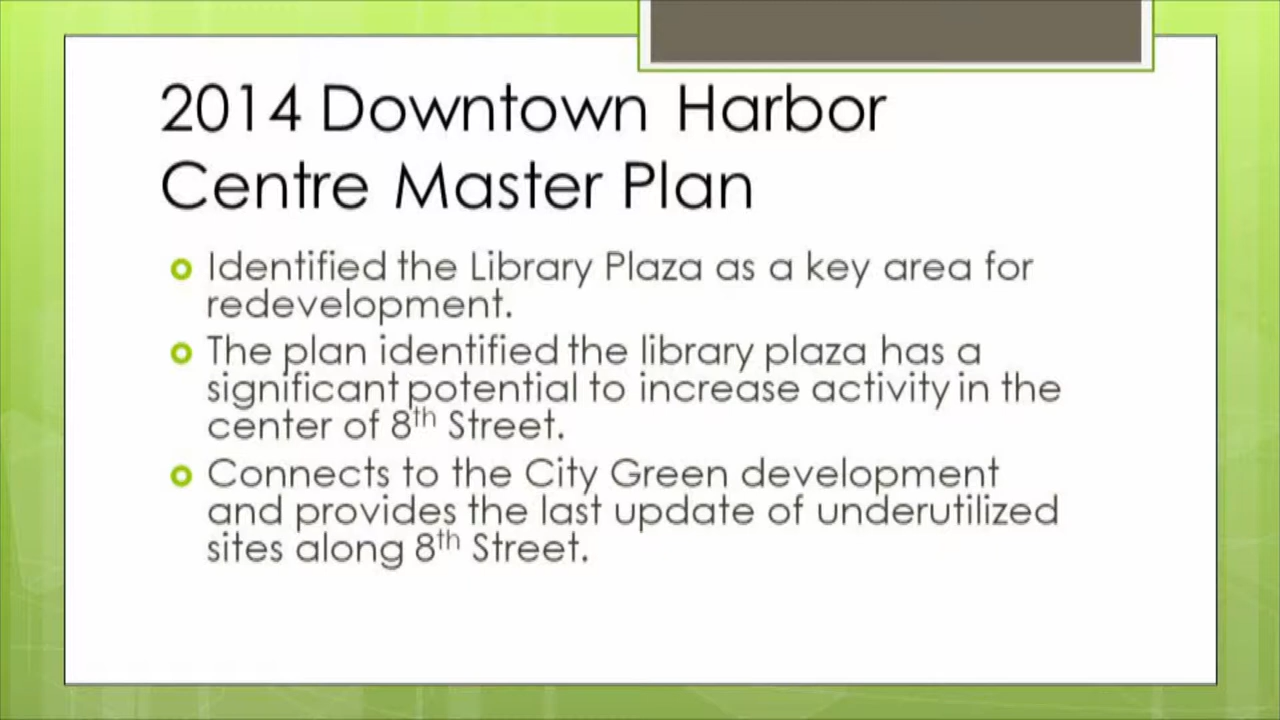 2014 Downtown Harbor
Centre Master Plan
Identified the Library Plaza as a key area for
redevelopment.
The plan identified the library plaza has a
significant potential to increase activity in the
center of 8th Street.
Connects to the City Green development
and provides the last update of underutilized
sites along 8th Street.